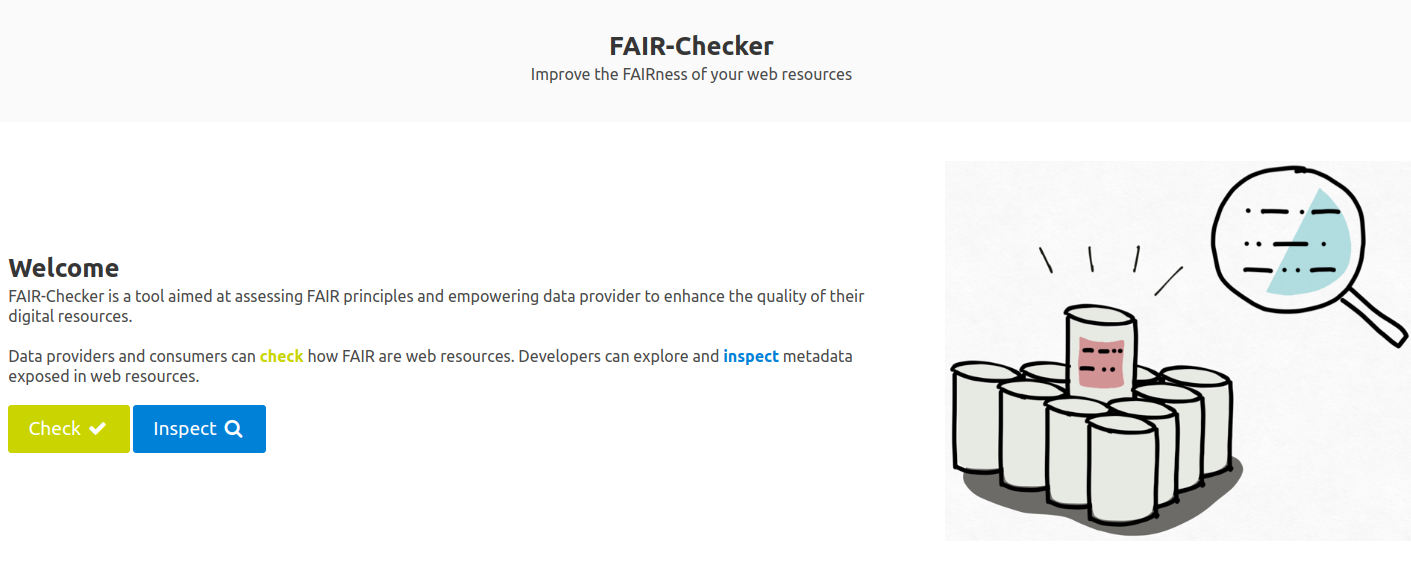 FAIR-Checker
Improve the FAIRness of your web resources
Welcome
FAIR-Checker is a tool aimed at assessing FAIR principles and empowering data provider to enhance the quality of their
digital resources.
Data providers and consumers can check how FAIR are web resources. Developers can explore and inspect metadata
exposed in web resources.
Check
Inspect